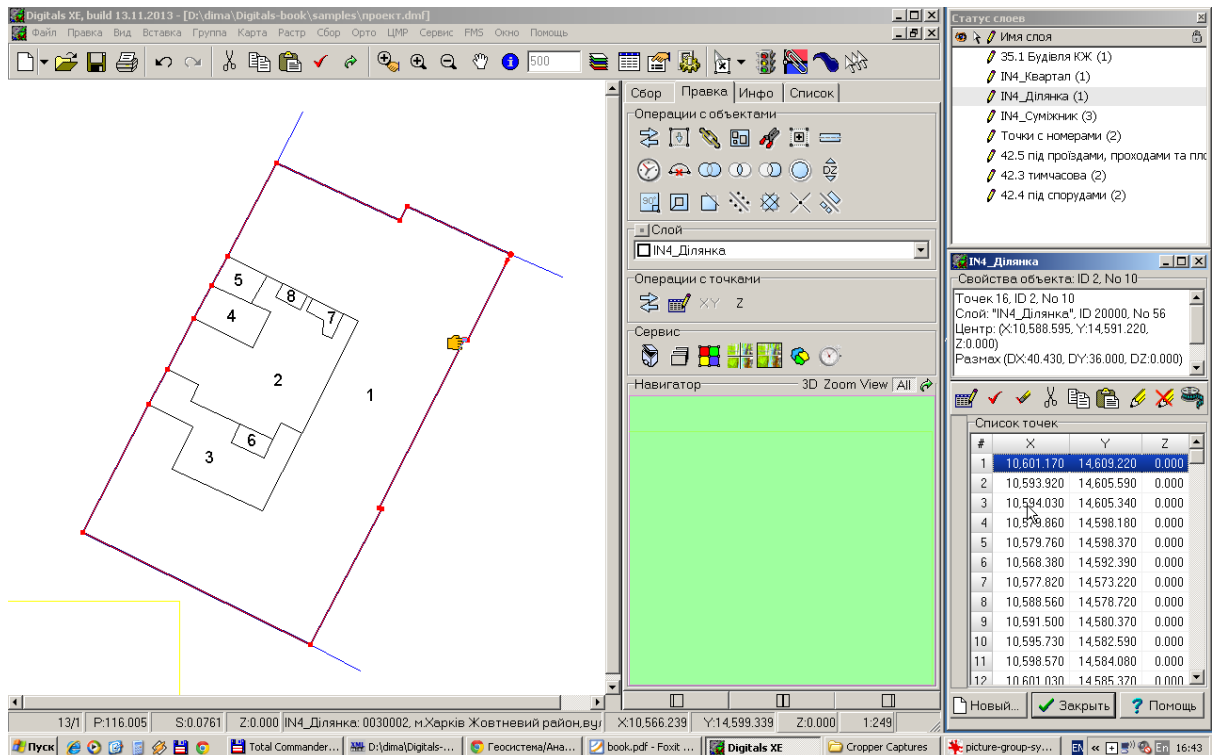 Digitals XE, build 13.11.2013 - [D:\dima\Digitals-book\samples\проект.dmf]
Файл Правка Вид Вставка Группа Карта Растр Сбор Орто ЦМР Сервис FMS Окно Помощь
500
Сбор Правка Инфо Список
Операции с объектами
DZ
90°
Слой
IN4_Ділянка
Операции с точками
XY Z
Сервис
Навигатор 3D Zoom View All
5
8
7
4
2
1
6
3
Статус слоев
Имя слоя
35.1 Будівля КЖ (1)
IN4_Квартал (1)
IN4_Ділянка (1)
IN4_Суміжник (3)
Точки с номерами (2)
42.5 під проїздами, проходами та пло
42.3 тимчасова (2)
42.4 під спорудами (2)
IN4_Ділянка
Свойства объекта: ID 2, No 10
Точек 16, ID 2, No 10
Слой: "IN4_Ділянка", ID 20000, No 56
Центр: (X:10,588.595, Y:14,591.220,
Z:0.000)
Размах (DX:40.430, DY:36.000, DZ:0.000)
Список точек
# X Y Z
1 10,601.170 14,609.220 0.000
2 10,593.920 14,605.590 0.000
3 10,594.030 14,605.340 0.000
4 10,579.860 14,598.180 0.000
5 10,579.760 14,598.370 0.000
6 10,568.380 14,592.390 0.000
7 10,577.820 14,573.220 0.000
8 10,588.560 14,578.720 0.000
9 10,591.500 14,580.370 0.000
10 10,595.730 14,582.590 0.000
11 10,598.570 14,584.080 0.000
12 10,601.030 14,585.370 0.000
Новый... Закрыть Помощь
13/1 P:116.005 S:0.0761 Z:0.000 IN4_Ділянка: 0030002, м.Харків Жовтневий район,вул X:10,566.239 Y:14,599.339 Z:0.000 1:249
Пуск Total Commander... D:\dima\Digitals-... Геосистема/Ана... book.pdf - Foxit ... Digitals XE Cropper Captures picture-group-sy... EN « En 16:43